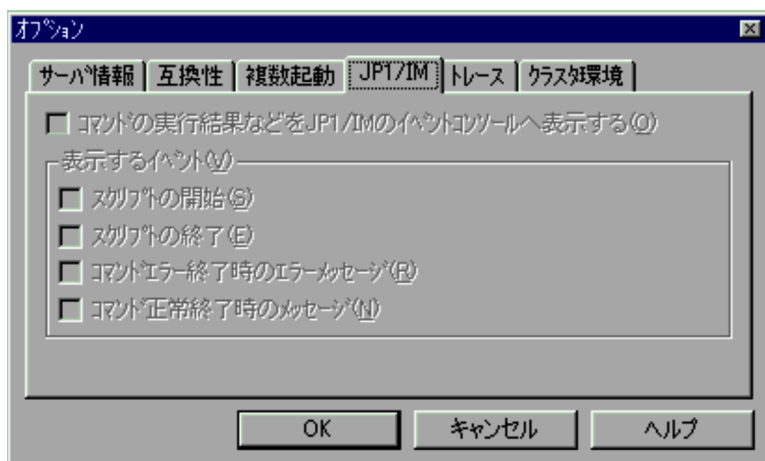 オプション
サーバ情報 互換性 複数起動 JP1/IM トレース クラスタ環境
コマンドの実行結果などをJP1/IMのイベントコンソールへ表示する(O)
表示するイベント(V)
スクリプトの開始(S)
スクリプトの終了(E)
コマンドエラー終了時のエラーメッセージ(R)
コマンド正常終了時のメッセージ(N)
OK キャンセル ヘルプ